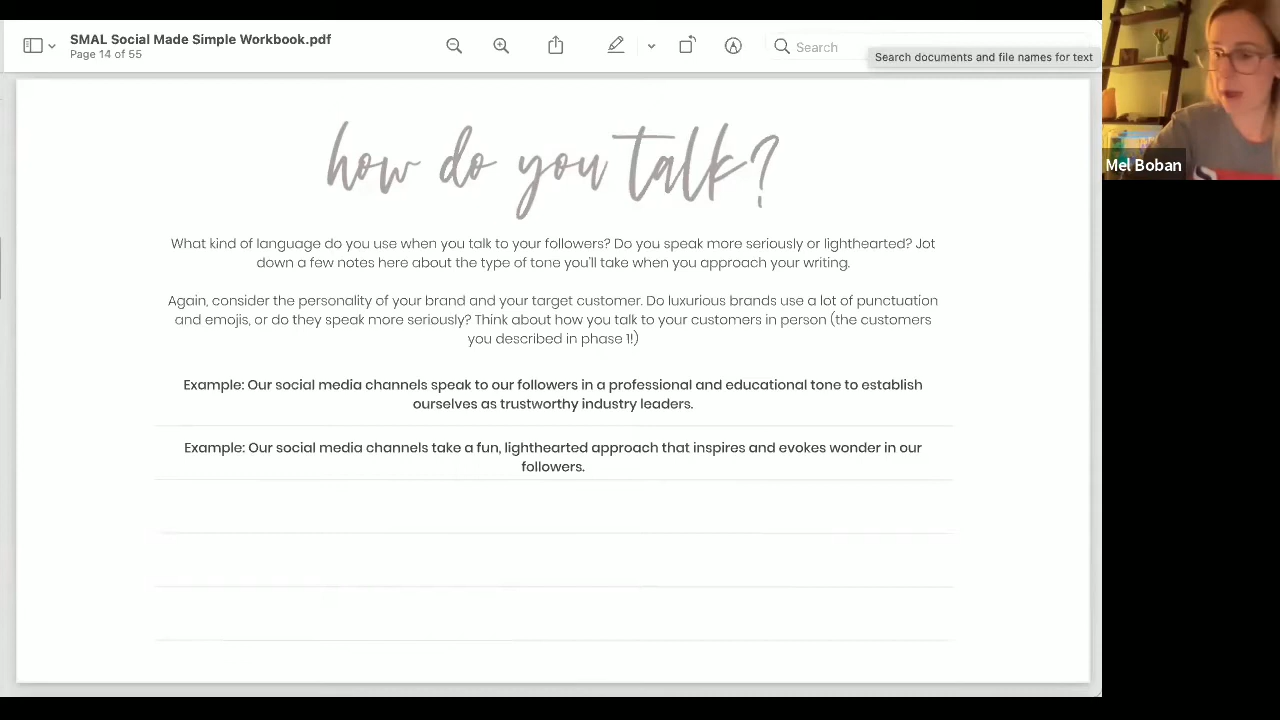 SMAL Social Made Simple Workbook.pdf
Page 14 of 55
Search
Search documents and file names for text
Mel Boban
how do you talk?
What kind of language do you use when you talk to your followers? Do you speak more seriously or lighthearted? Jot
down a few notes here about the type of tone you'll take when you approach your writing.
Again, consider the personality of your brand and your target customer. Do luxurious brands use a lot of punctuation
and emojis, or do they speak more seriously? Think about how you talk to your customers in person (the customers
you described in phase 1!)
Example: Our social media channels speak to our followers in a professional and educational tone to establish
ourselves as trustworthy industry leaders.
Example: Our social media channels take a fun, lighthearted approach that inspires and evokes wonder in our
followers.